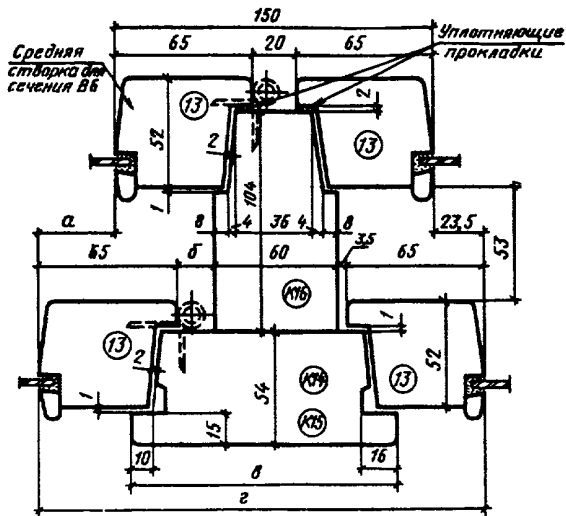 150
65 20 65
Уплотняющие
прокладки
Средняя
створка для
сечения В6
13
2
13
52
2
1
104
а
8 4 36 4 8
23,5
53
65 б 60 3,5 65
К16
13
2
1
13
52
1
54
К14
К15
15
10
16
в
г